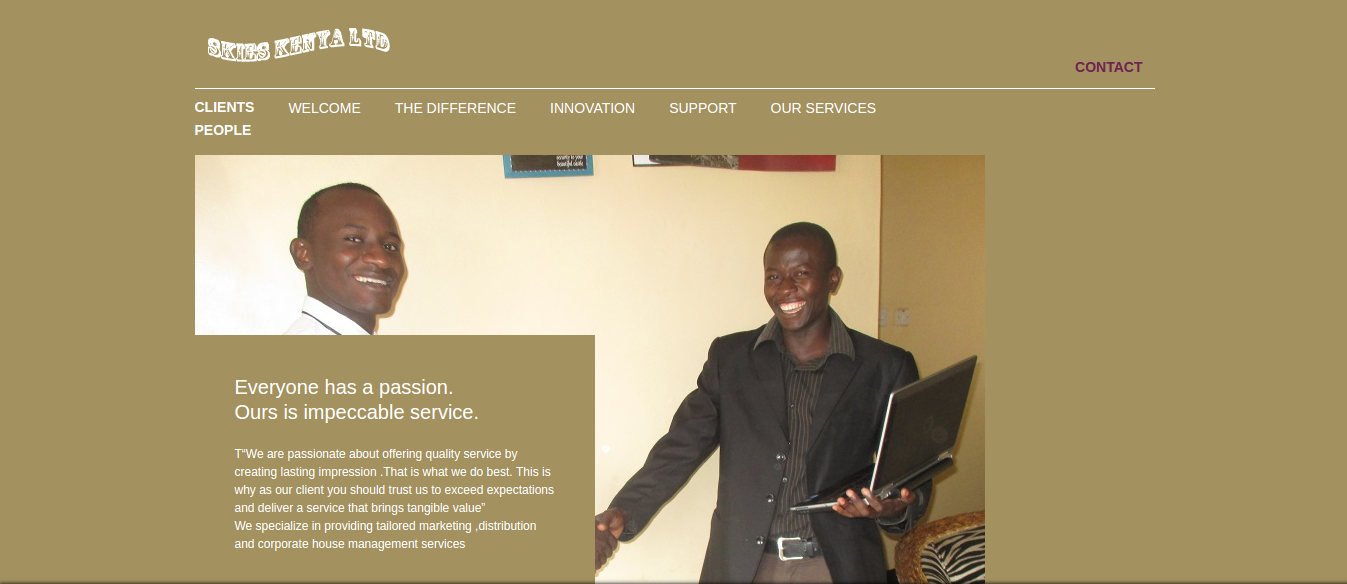 SKIES KENYA LTD
CONTACT
CLIENTS WELCOME THE DIFFERENCE INNOVATION SUPPORT OUR SERVICES
PEOPLE
Everyone has a passion.
Ours is impeccable service.
T“We are passionate about offering quality service by
creating lasting impression .That is what we do best. This is
why as our client you should trust us to exceed expectations
and deliver a service that brings tangible value”
We specialize in providing tailored marketing ,distribution
and corporate house management services